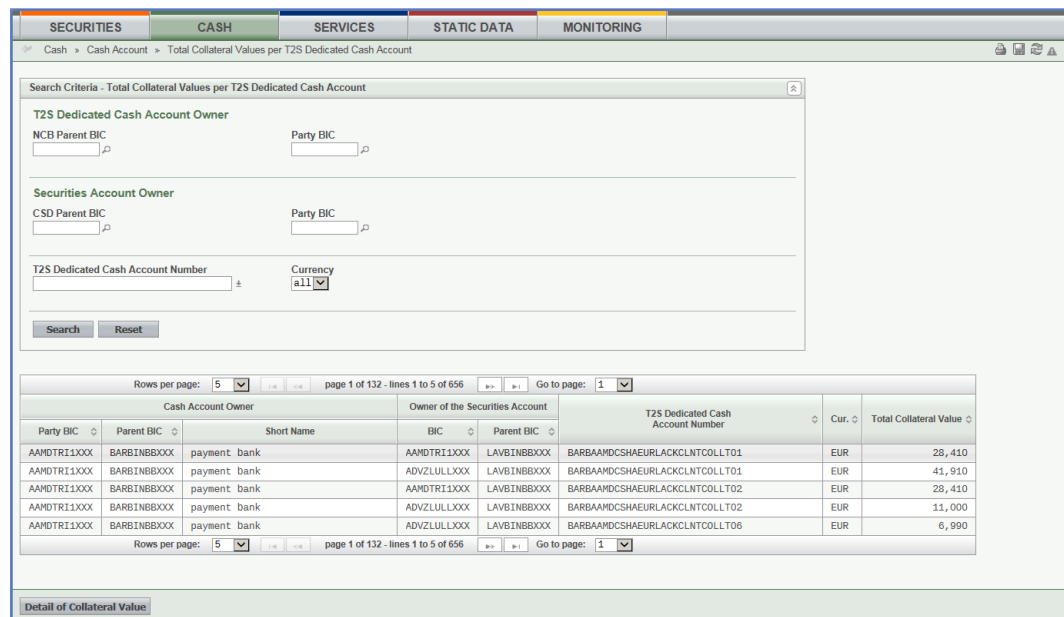 SECURITIES CASH SERVICES STATIC DATA MONITORING
Cash » Cash Account » Total Collateral Values per T2S Dedicated Cash Account
Search Criteria - Total Collateral Values per T2S Dedicated Cash Account
T2S Dedicated Cash Account Owner
NCB Parent BIC Party BIC
Securities Account Owner
CSD Parent BIC Party BIC
T2S Dedicated Cash Account Number Currency
all
Search Reset
Rows per page: 5 page 1 of 132 - lines 1 to 5 of 656 Go to page: 1
Cash Account Owner Owner of the Securities Account T2S Dedicated Cash Account Number Cur. Total Collateral Value
Party BIC Parent BIC Short Name BIC Parent BIC
AAMDTRI1XXX BARBINBBXXX payment bank AAMDTRI1XXX LAVBINBBXXX BARBAAMDCSHAEURLACKCLNTCOLLT01 EUR 28,410
AAMDTRI1XXX BARBINBBXXX payment bank ADVZLULLXXX LAVBINBBXXX BARBAAMDCSHAEURLACKCLNTCOLLT01 EUR 41,910
AAMDTRI1XXX BARBINBBXXX payment bank AAMDTRI1XXX LAVBINBBXXX BARBAAMDCSHAEURLACKCLNTCOLLT02 EUR 28,410
AAMDTRI1XXX BARBINBBXXX payment bank ADVZLULLXXX LAVBINBBXXX BARBAAMDCSHAEURLACKCLNTCOLLT02 EUR 11,000
AAMDTRI1XXX BARBINBBXXX payment bank ADVZLULLXXX LAVBINBBXXX BARBAAMDCSHAEURLACKCLNTCOLLT06 EUR 6,990
Rows per page: 5 page 1 of 132 - lines 1 to 5 of 656 Go to page: 1
Detail of Collateral Value